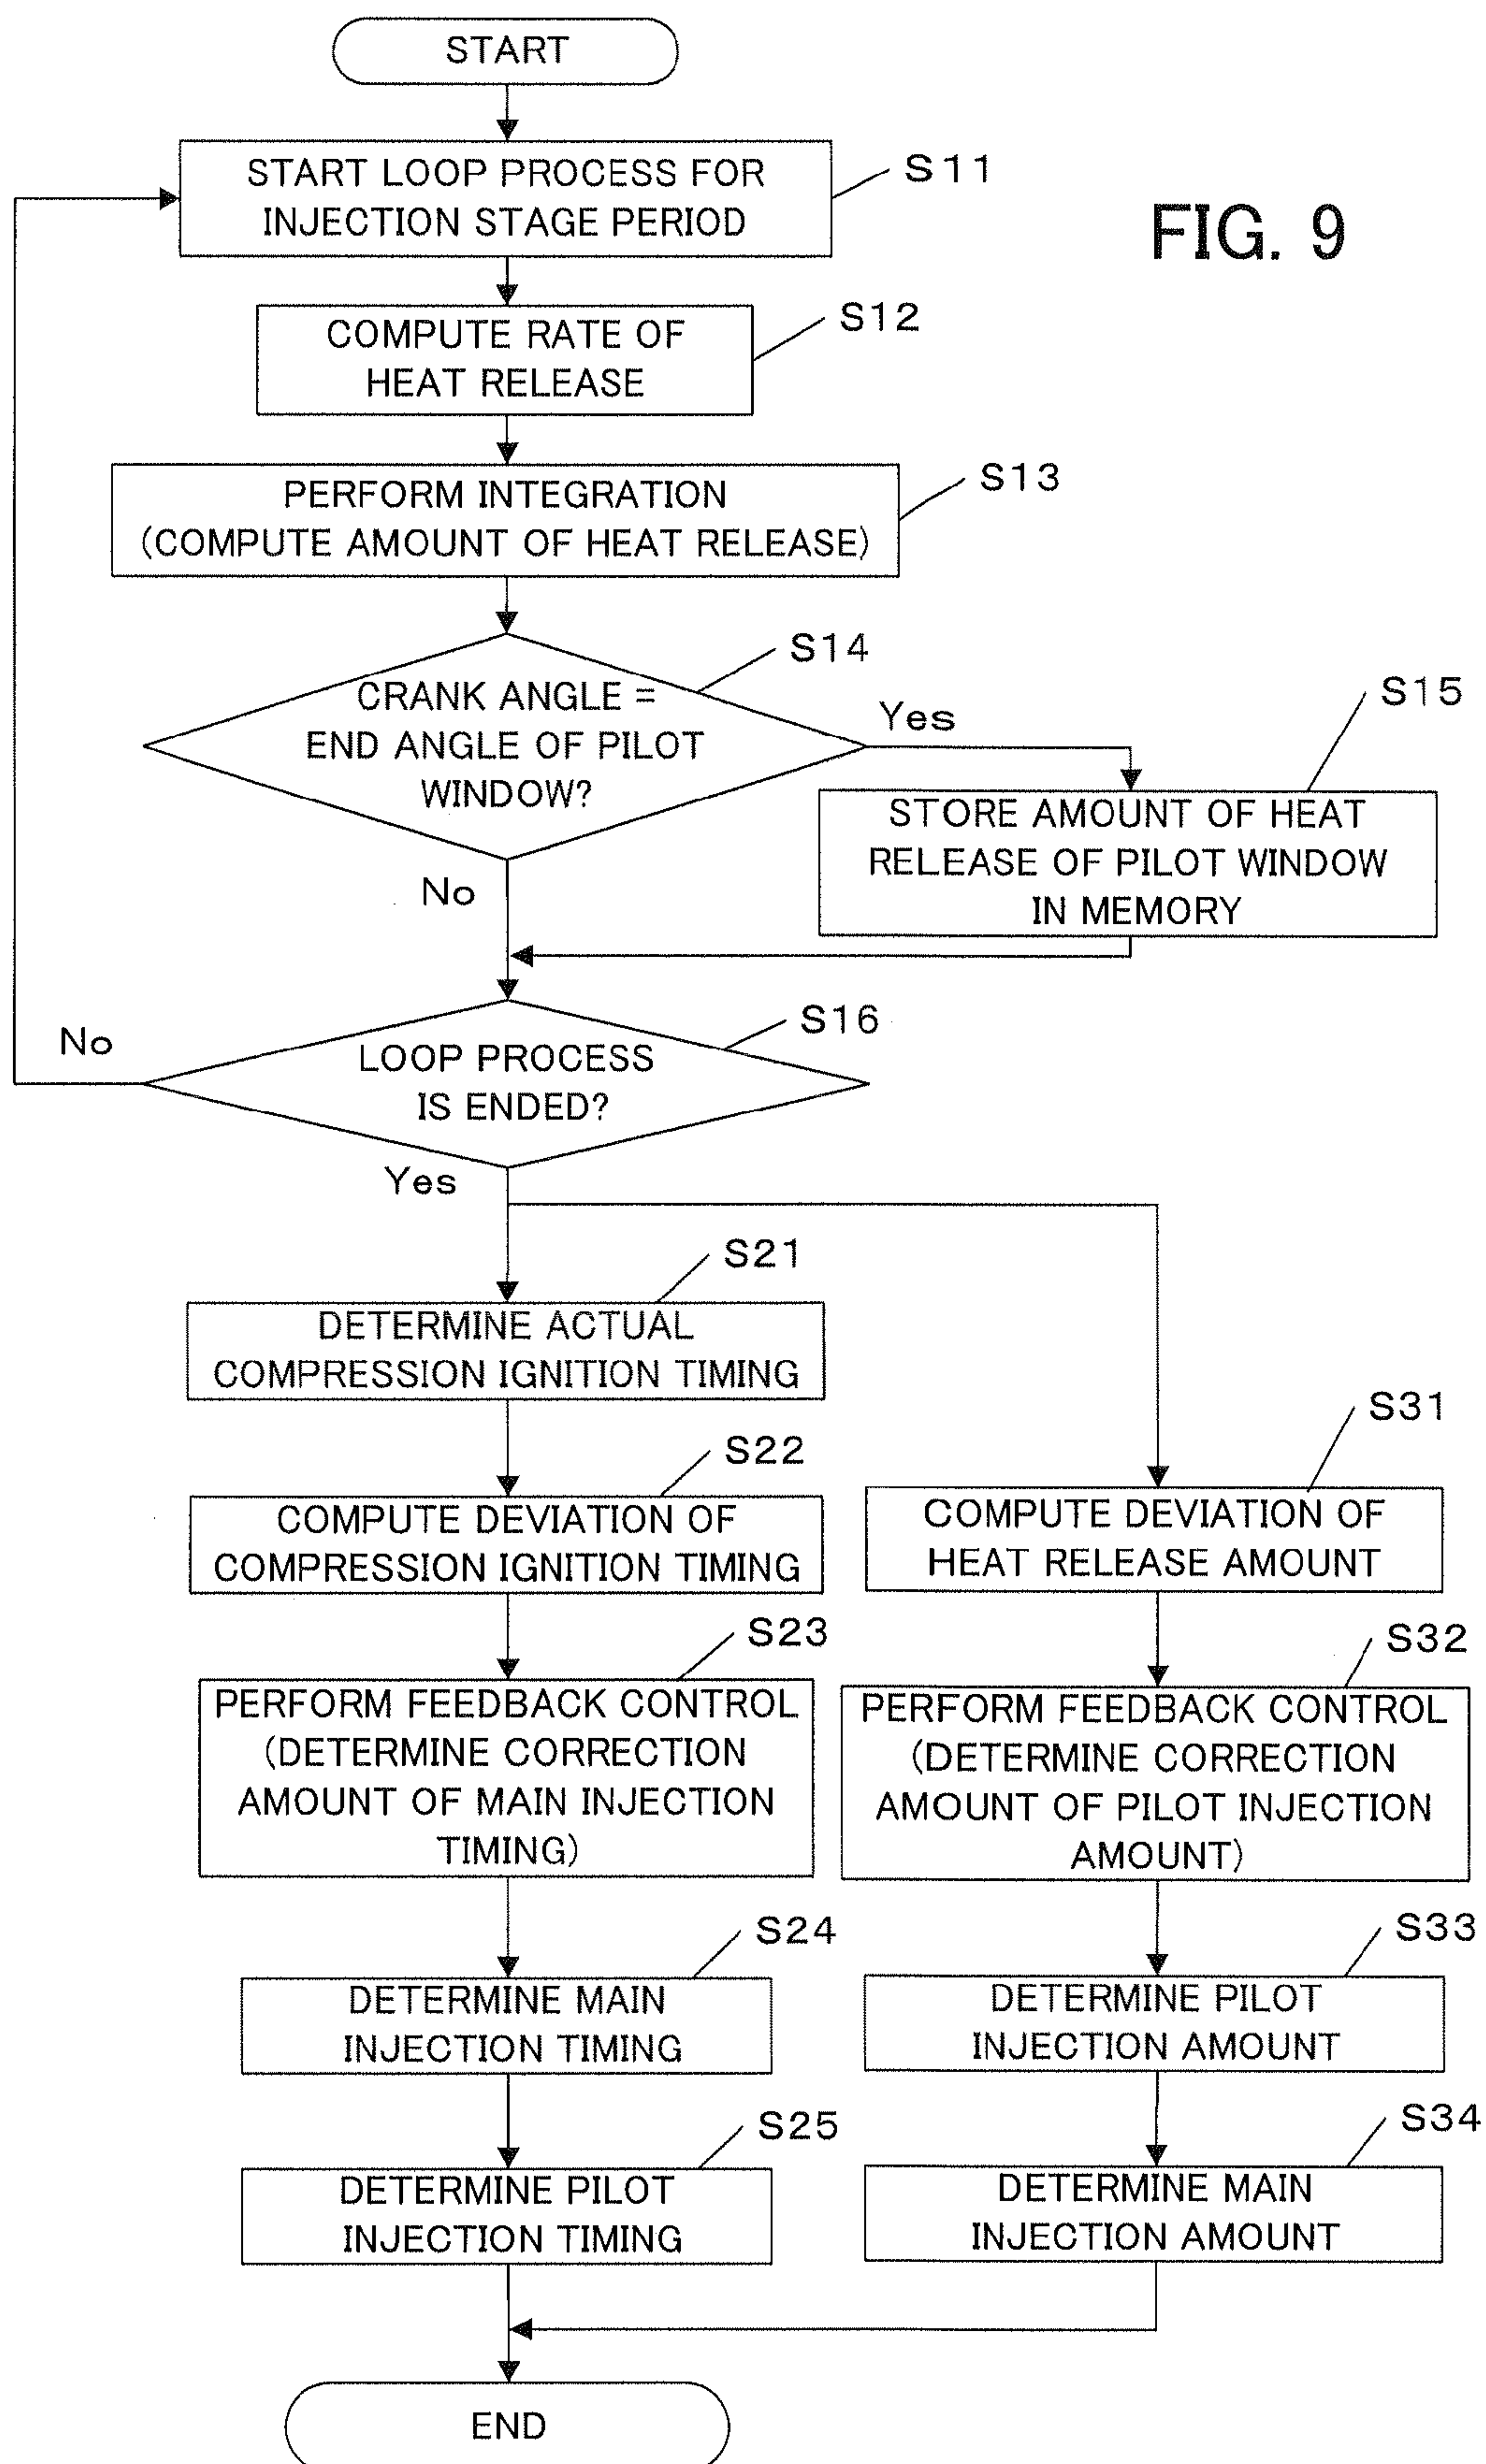 START
START LOOP PROCESS FOR
INJECTION STAGE PERIOD
S11
FIG. 9
COMPUTE RATE OF
HEAT RELEASE
S12
PERFORM INTEGRATION
(COMPUTE AMOUNT OF HEAT RELEASE)
S13
CRANK ANGLE =
END ANGLE OF PILOT
WINDOW?
S14
Yes
No
STORE AMOUNT OF HEAT
RELEASE OF PILOT WINDOW
IN MEMORY
S15
LOOP PROCESS
IS ENDED?
S16
No
Yes
DETERMINE ACTUAL
COMPRESSION IGNITION TIMING
S21
COMPUTE DEVIATION OF
COMPRESSION IGNITION TIMING
S22
PERFORM FEEDBACK CONTROL
(DETERMINE CORRECTION
AMOUNT OF MAIN INJECTION
TIMING)
S23
DETERMINE MAIN
INJECTION TIMING
S24
DETERMINE PILOT
INJECTION TIMING
S25
COMPUTE DEVIATION OF
HEAT RELEASE AMOUNT
S31
PERFORM FEEDBACK CONTROL
(DETERMINE CORRECTION
AMOUNT OF PILOT INJECTION
AMOUNT)
S32
DETERMINE PILOT
INJECTION AMOUNT
S33
DETERMINE MAIN
INJECTION AMOUNT
S34
END